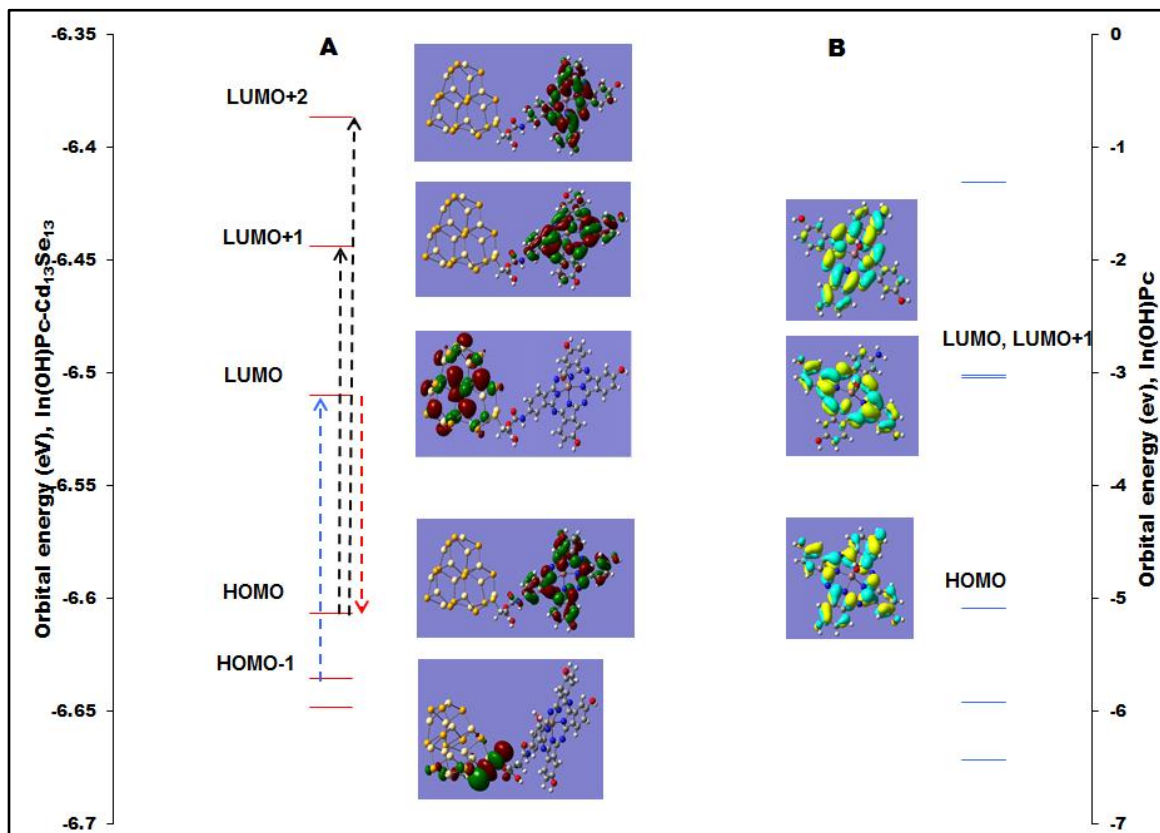 Orbital energy (eV), In(OH)Pc-Cd₁₃Se₁₃
-6.35
-6.4
-6.45
-6.5
-6.55
-6.6
-6.65
-6.7
A
LUMO+2
LUMO+1
LUMO
HOMO
HOMO-1
B
LUMO, LUMO+1
HOMO
0
-1
-2
-3
-4
-5
-6
-7
Orbital energy (ev), In(OH)Pc